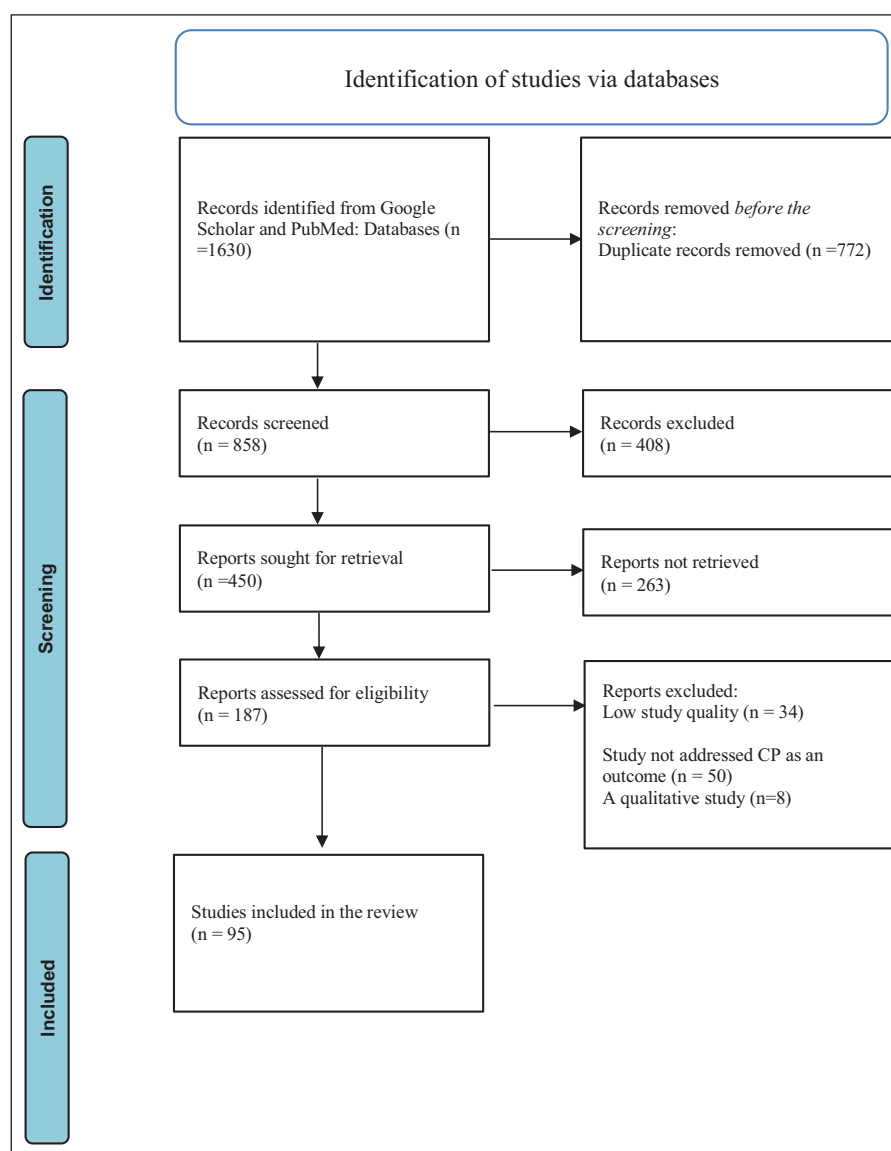 Identification of studies via databases
Identification
Records identified from Google
Scholar and PubMed: Databases (n
=1630)
Records removed before the
screening:
Duplicate records removed (n =772)
Screening
Records screened
(n = 858)
Records excluded
(n = 408)
Reports sought for retrieval
(n =450)
Reports not retrieved
(n = 263)
Reports assessed for eligibility
(n = 187)
Reports excluded:
Low study quality (n = 34)
Study not addressed CP as an
outcome (n = 50)
A qualitative study (n=8)
Included
Studies included in the review
(n = 95)